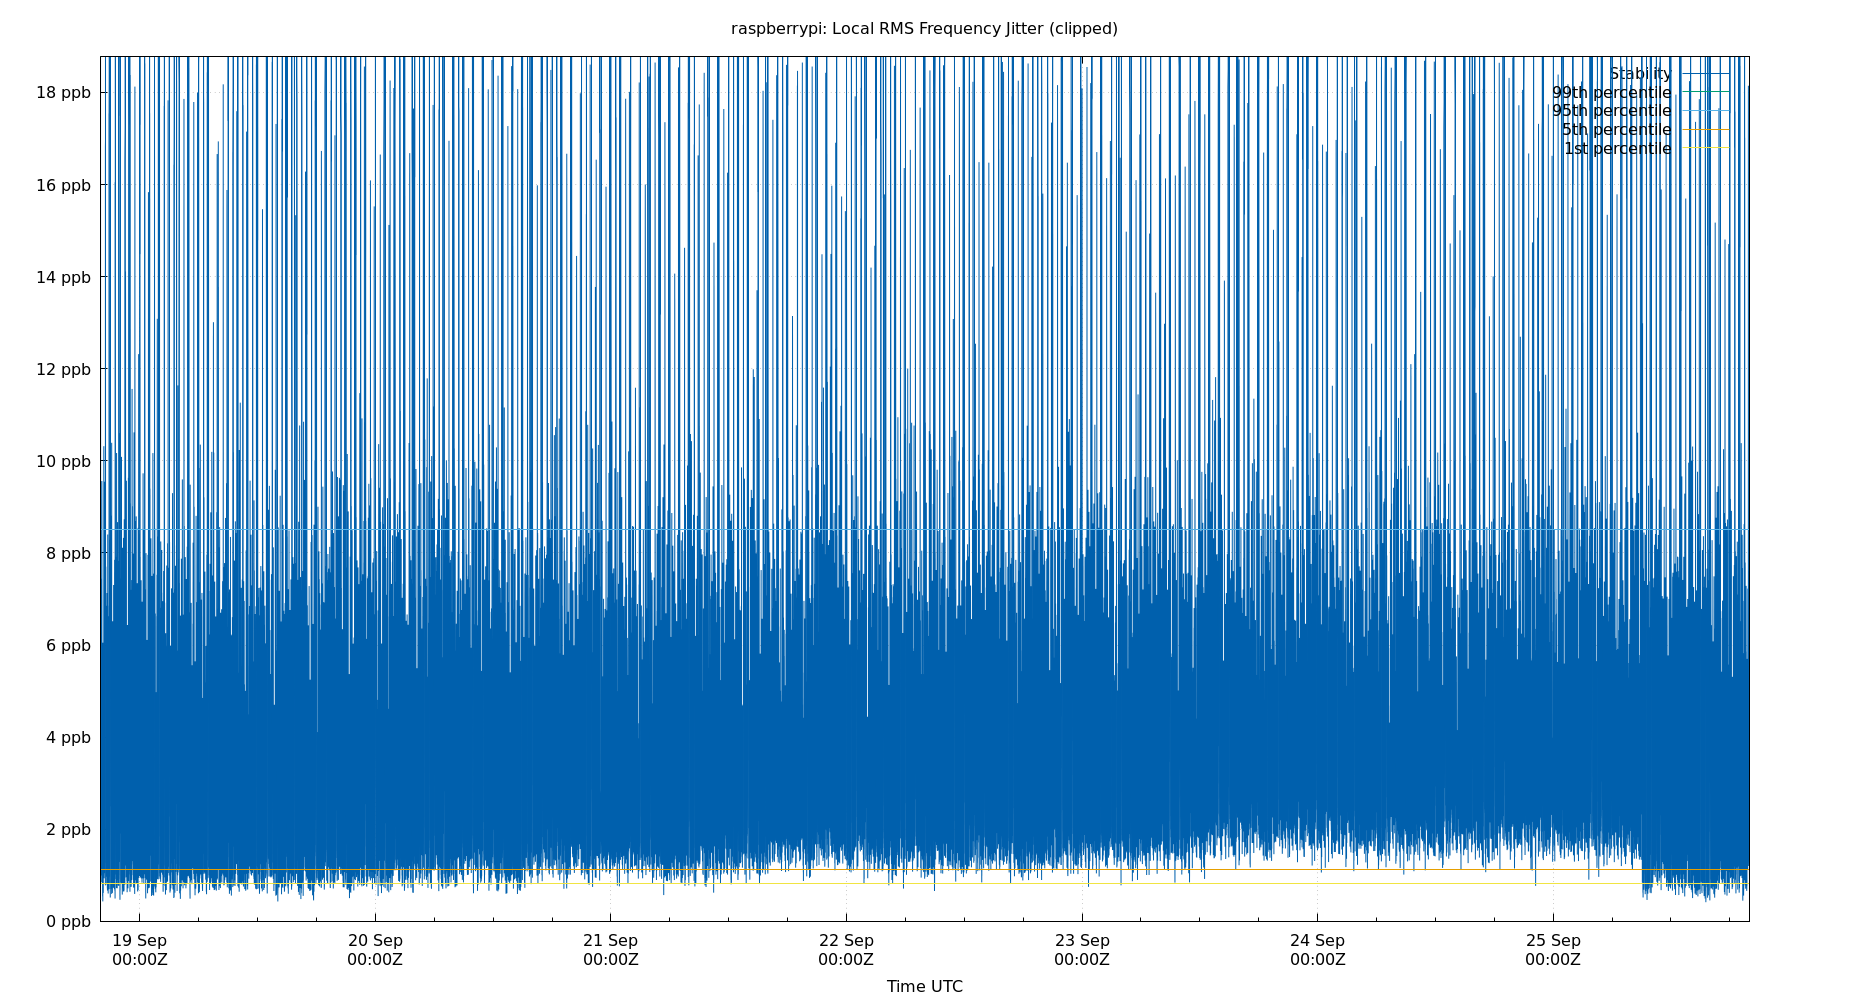 raspberrypi: Local RMS Frequency Jitter (clipped)
Stability
99th percentile
95th percentile
5th percentile
1st percentile
18 ppb
16 ppb
14 ppb
12 ppb
10 ppb
8 ppb
6 ppb
4 ppb
2 ppb
0 ppb
19 Sep 20 Sep 21 Sep 22 Sep 23 Sep 24 Sep 25 Sep
00:00Z 00:00Z 00:00Z 00:00Z 00:00Z 00:00Z 00:00Z
Time UTC